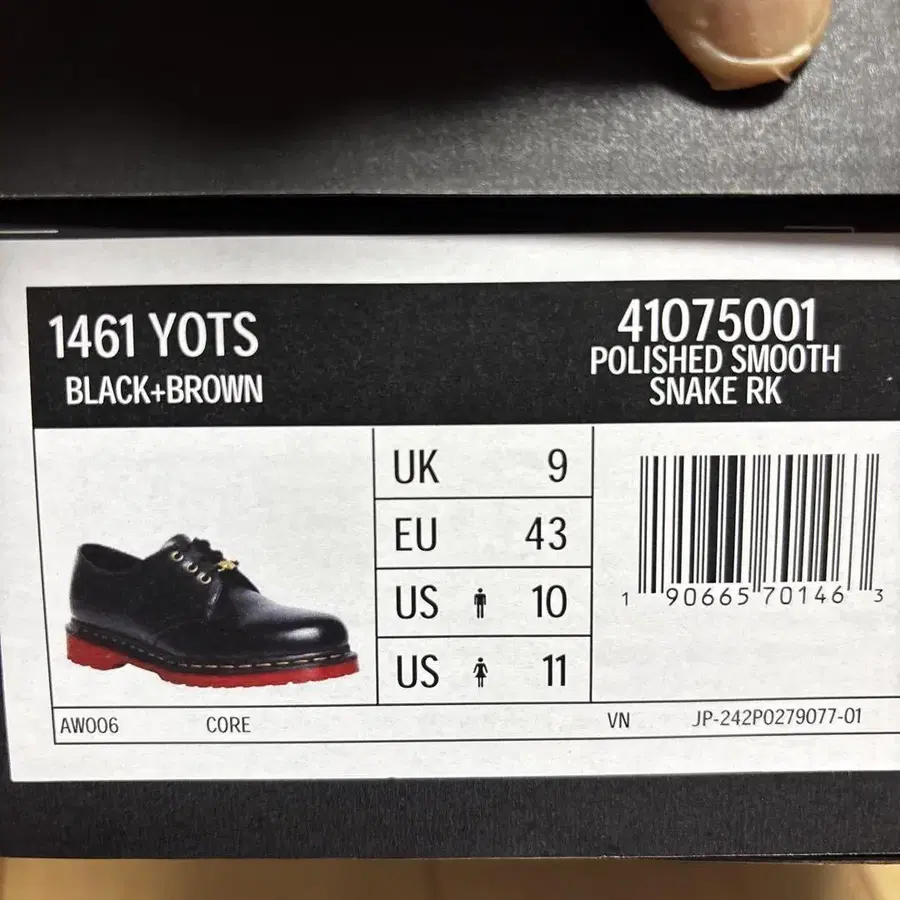 1461 YOTS
BLACK+BROWN
41075001
POLISHED SMOOTH
SNAKE RK
UK 9
EU 43
US 10
US 11
1 90665 70146 3
AW006 CORE VN JP-242P0279077-01